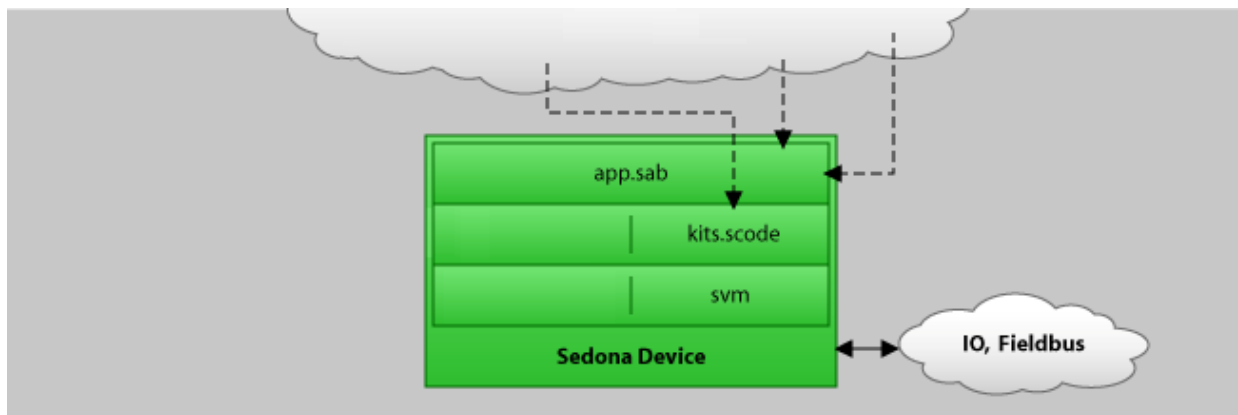 app.sab
kits.scode
svm
IO, Fieldbus
Sedona Device